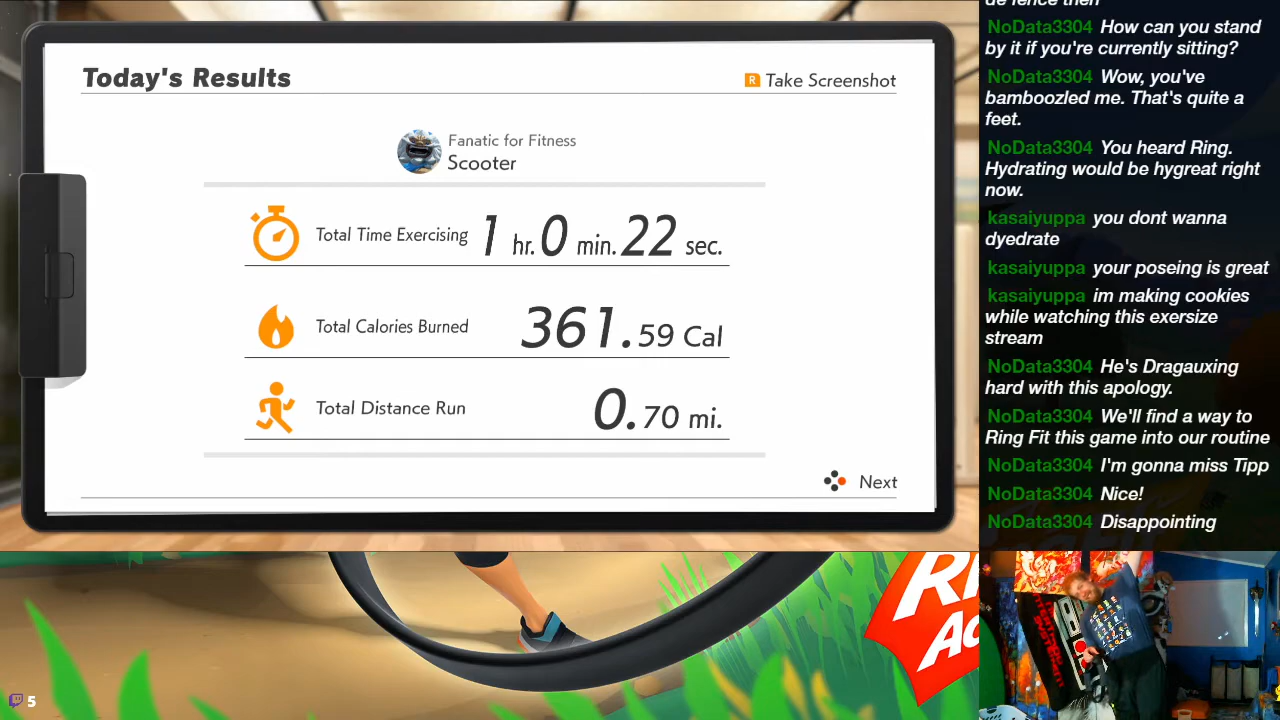 Today's Results
R Take Screenshot
Fanatic for Fitness
Scooter
Total Time Exercising 1 hr. 0 min. 22 sec.
Total Calories Burned 361.59 Cal
Total Distance Run 0.70 mi.
Next
5
NoData3304 How can you stand
by it if you're currently sitting?
NoData3304 Wow, you've
bamboozled me. That's quite a
feet.
NoData3304 You heard Ring.
Hydrating would be hygreat right
now.
kasaiyuppa you dont wanna
dyedrate
kasaiyuppa your poseing is great
kasaiyuppa im making cookies
while watching this exersize
stream
NoData3304 He's Dragauxing
hard with this apology.
NoData3304 We'll find a way to
Ring Fit this game into our routine
NoData3304 I'm gonna miss Tipp
NoData3304 Nice!
NoData3304 Disappointing